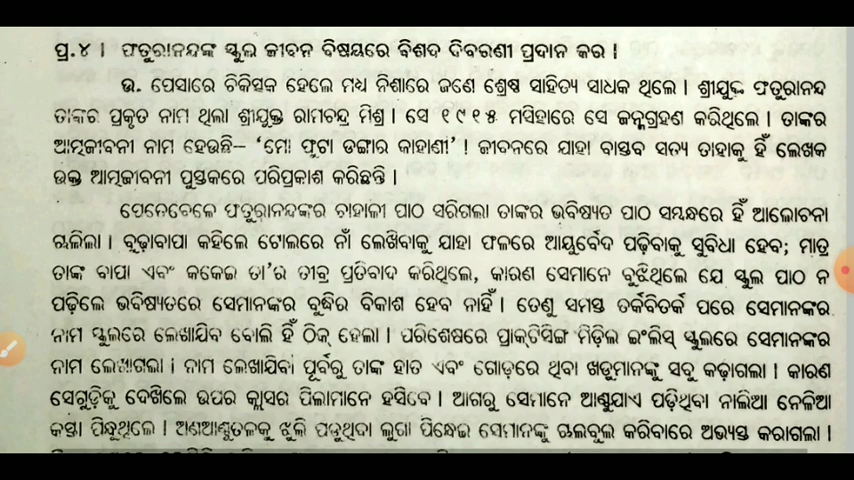 ପ୍ର.୪ । ଫତୁରାନନ୍ଦଙ୍କ ସ୍କୁଲ ଜୀବନ ବିଷୟରେ ବିଶଦ ବିବରଣୀ ପ୍ରଦାନ କର ।
ଉ. ପେସାରେ ଚିକିତ୍ସକ ହେଲେ ମଧ୍ୟ ନିଶାରେ ଜଣେ ଶ୍ରେଷ୍ଠ ସାହିତ୍ୟ ସାଧକ ଥିଲେ । ଶ୍ରୀଯୁକ୍ତ ଫତୁରାନନ୍ଦ
ତାଙ୍କର ପ୍ରକୃତ ନାମ ଥିଲା ଶ୍ରୀଯୁକ୍ତ ରାମଚନ୍ଦ୍ର ମିଶ୍ର । ସେ ୧୯୧୫ ମସିହାରେ ସେ ଜନ୍ମଗ୍ରହଣ କରିଥିଲେ । ତାଙ୍କର
ଆତ୍ମଜୀବନୀ ନାମ ହେଉଛି– ‘ମୋ ଫୁଟା ଡଙ୍ଗାର କାହାଣୀ’ ! ଜୀବନରେ ଯାହା ବାସ୍ତବ ସତ୍ୟ ତାହାକୁ ହିଁ ଲେଖକ
ଉକ୍ତ ଆତ୍ମଜୀବନୀ ପୁସ୍ତକରେ ପରିପ୍ରକାଶ କରିଛନ୍ତି ।
ଯେତେବେଳେ ଫତୁରାନନ୍ଦଙ୍କର ଚାହାଳୀ ପାଠ ସରିଗଲା ତାଙ୍କର ଭବିଷ୍ୟତ ପାଠ ସମ୍ବନ୍ଧରେ ହିଁ ଆଲୋଚନା
ଚାଲିଲା । ବୁଢ଼ାବାପା କହିଲେ ଟୋଲରେ ନାଁ ଲେଖିବାକୁ ଯାହା ଫଳରେ ଆୟୁର୍ବେଦ ପଢ଼ିବାକୁ ସୁବିଧା ହେବ; ମାତ୍ର
ତାଙ୍କ ବାପା ଏବଂ କକେଇ ତା’ର ତୀବ୍ର ପ୍ରତିବାଦ କରିଥିଲେ, କାରଣ ସେମାନେ ବୁଝିଥିଲେ ଯେ ସ୍କୁଲ ପାଠ ନ
ପଢ଼ିଲେ ଭବିଷ୍ୟତରେ ସେମାନଙ୍କର ବୁଦ୍ଧିର ବିକାଶ ହେବ ନାହିଁ । ତେଣୁ ସମସ୍ତ ତର୍କବିତର୍କ ପରେ ସେମାନଙ୍କର
ନାମ ସ୍କୁଲରେ ଲେଖାଯିବ ବୋଲି ହିଁ ଠିକ୍ ହେଲା । ପରିଶେଷରେ ପ୍ରାକ୍ଟିସିଙ୍ଗ ମିଡ଼ିଲ ଇଂଲିସ୍ ସ୍କୁଲରେ ସେମାନଙ୍କର
ନାମ ଲେଖାଗଲା । ନାମ ଲେଖାଯିବା ପୂର୍ବରୁ ତାଙ୍କ ହାତ ଏବଂ ଗୋଡ଼ରେ ଥିବା ଖଡୁମାନଙ୍କୁ ସବୁ କଢ଼ାଗଲା । କାରଣ
ସେଗୁଡ଼ିକୁ ଦେଖିଲେ ଉପର କ୍ଲାସର ପିଲାମାନେ ହସିବେ । ଆଗରୁ ସେମାନେ ଆଣ୍ଠୁଯାଏ ପଡ଼ିଥିବା ନାଲିଆ ନେଳିଆ
କସ୍ତା ପିନ୍ଧୁଥିଲେ । ଅଣଆଣ୍ଠୁତଳକୁ ଝୁଲି ପଡୁଥିବା ଲୁଗା ପିନ୍ଧେଇ ସେମାନଙ୍କୁ ଚାଲବୁଲ କରିବାରେ ଅଭ୍ୟସ୍ତ କରାଗଲା ।